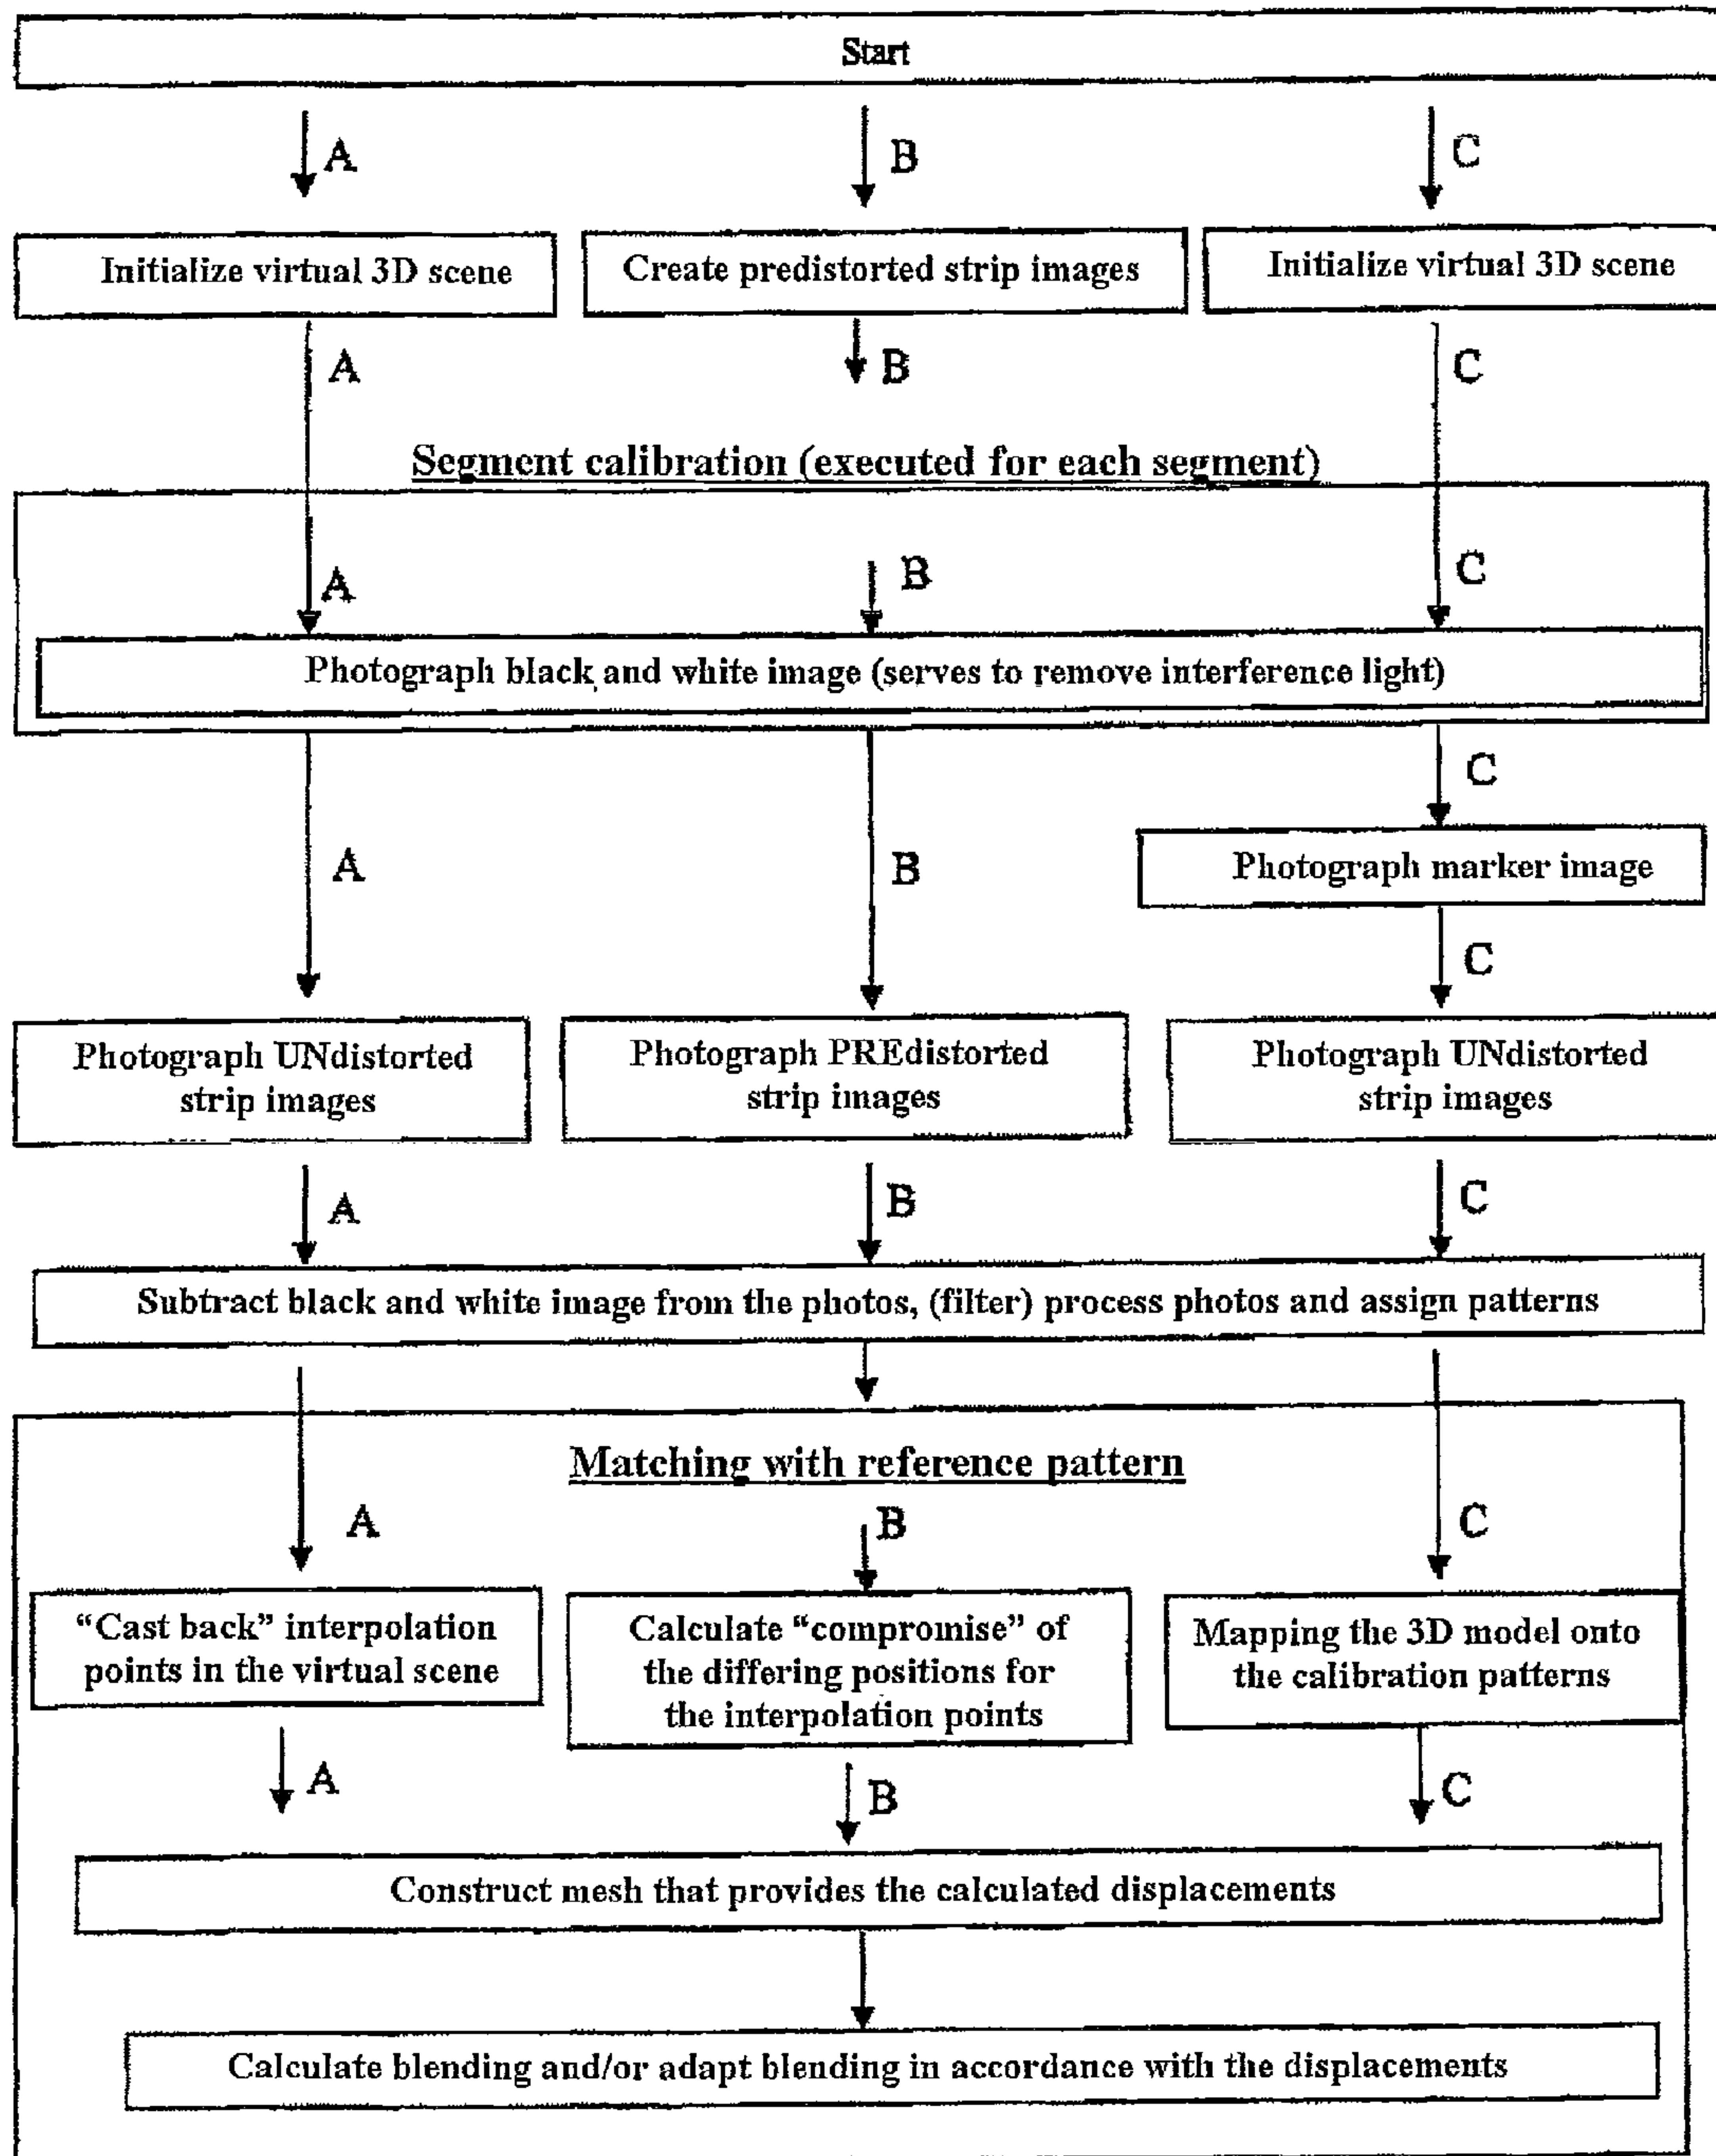 Start
A
B
C
Initialize virtual 3D scene
Create predistorted strip images
Initialize virtual 3D scene
A
B
C
Segment calibration (executed for each segment)
A
B
C
Photograph black and white image (serves to remove interference light)
C
Photograph marker image
A
B
C
Photograph UNdistorted
strip images
Photograph PREdistorted
strip images
Photograph UNdistorted
strip images
A
B
C
Subtract black and white image from the photos, (filter) process photos and assign patterns
Matching with reference pattern
A
B
C
“Cast back” interpolation
points in the virtual scene
Calculate “compromise” of
the differing positions for
the interpolation points
Mapping the 3D model onto
the calibration patterns
A
B
C
Construct mesh that provides the calculated displacements
Calculate blending and/or adapt blending in accordance with the displacements